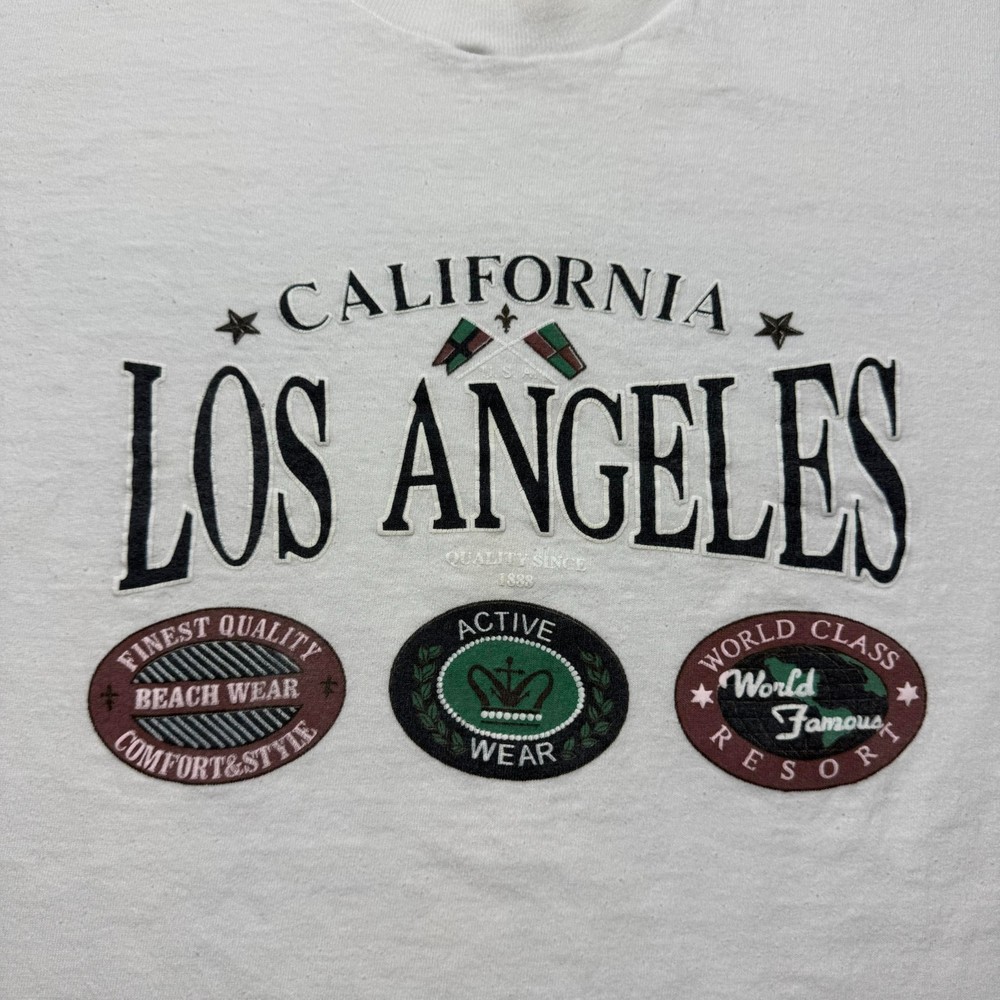 CALIFORNIA
U.S.A.
LOS ANGELES
QUALITY SINCE
1888
FINEST QUALITY
BEACH WEAR
COMFORT&STYLE
ACTIVE
WEAR
WORLD CLASS
World
Famous
RESORT